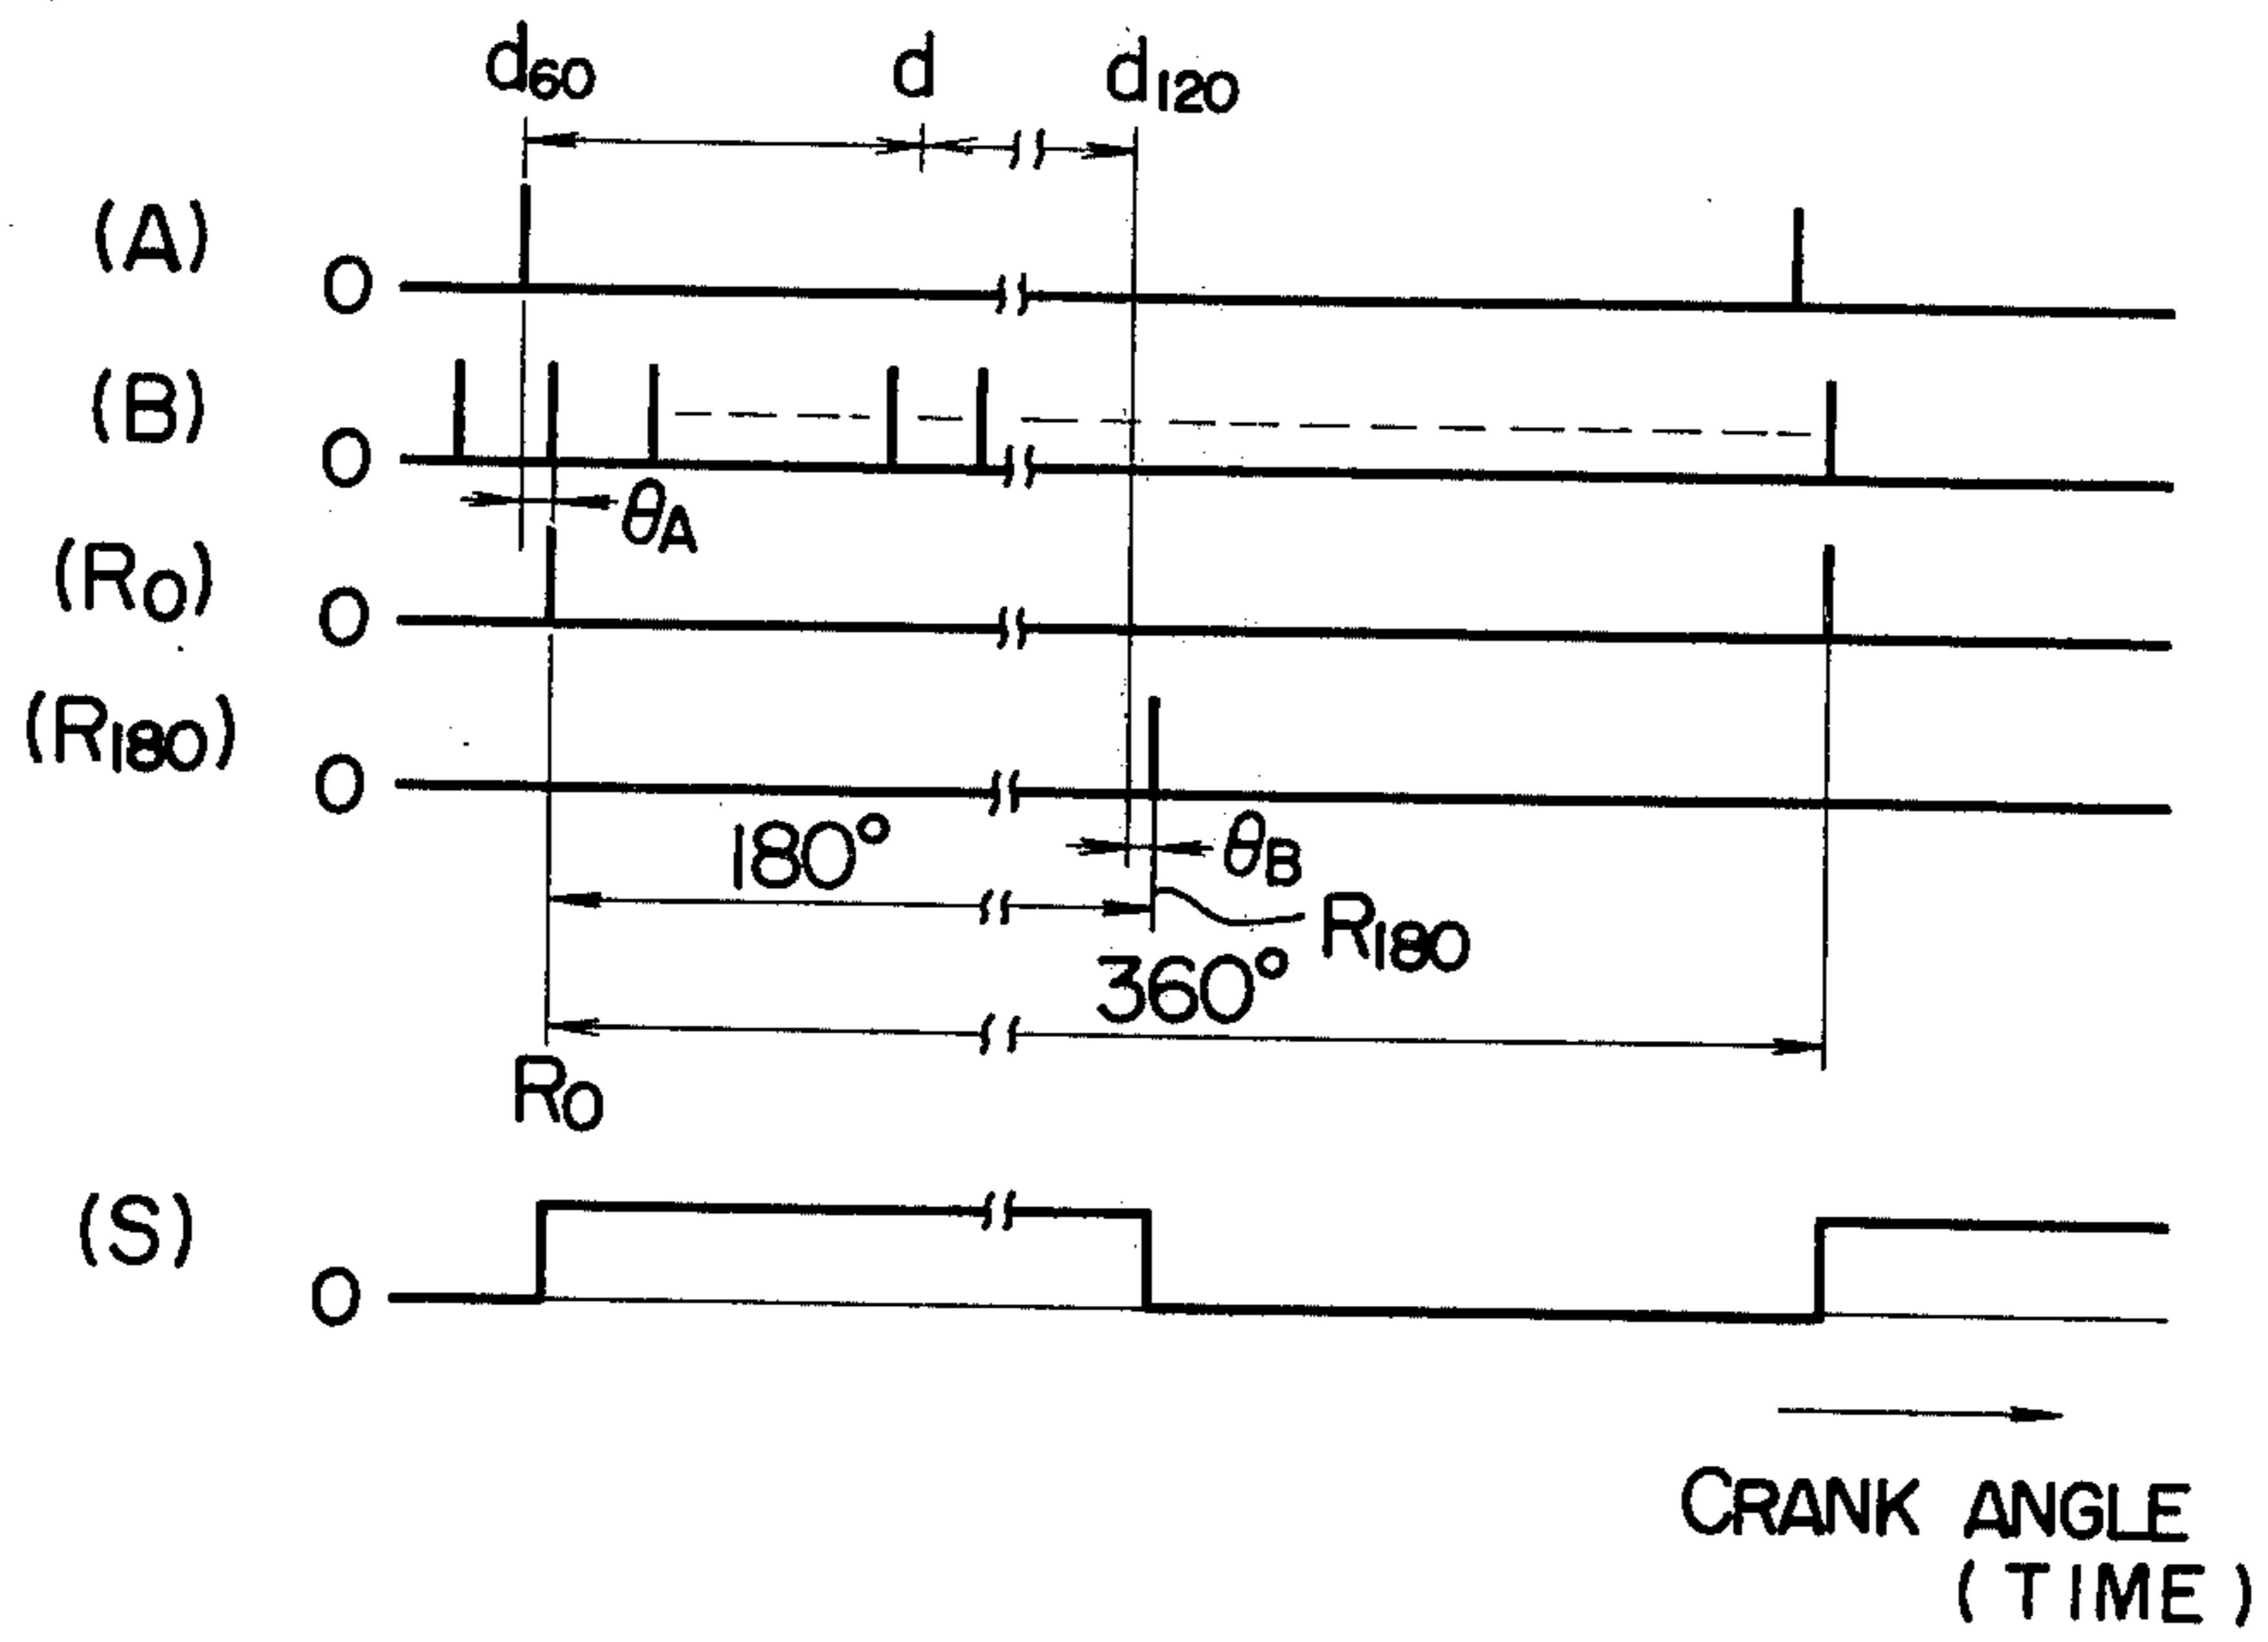 d60 d d120
(A) 0
(B) 0
θA
(R0) 0
(R180) 0
180° θB
R180
360°
R0
(S) 0
CRANK ANGLE
(TIME)